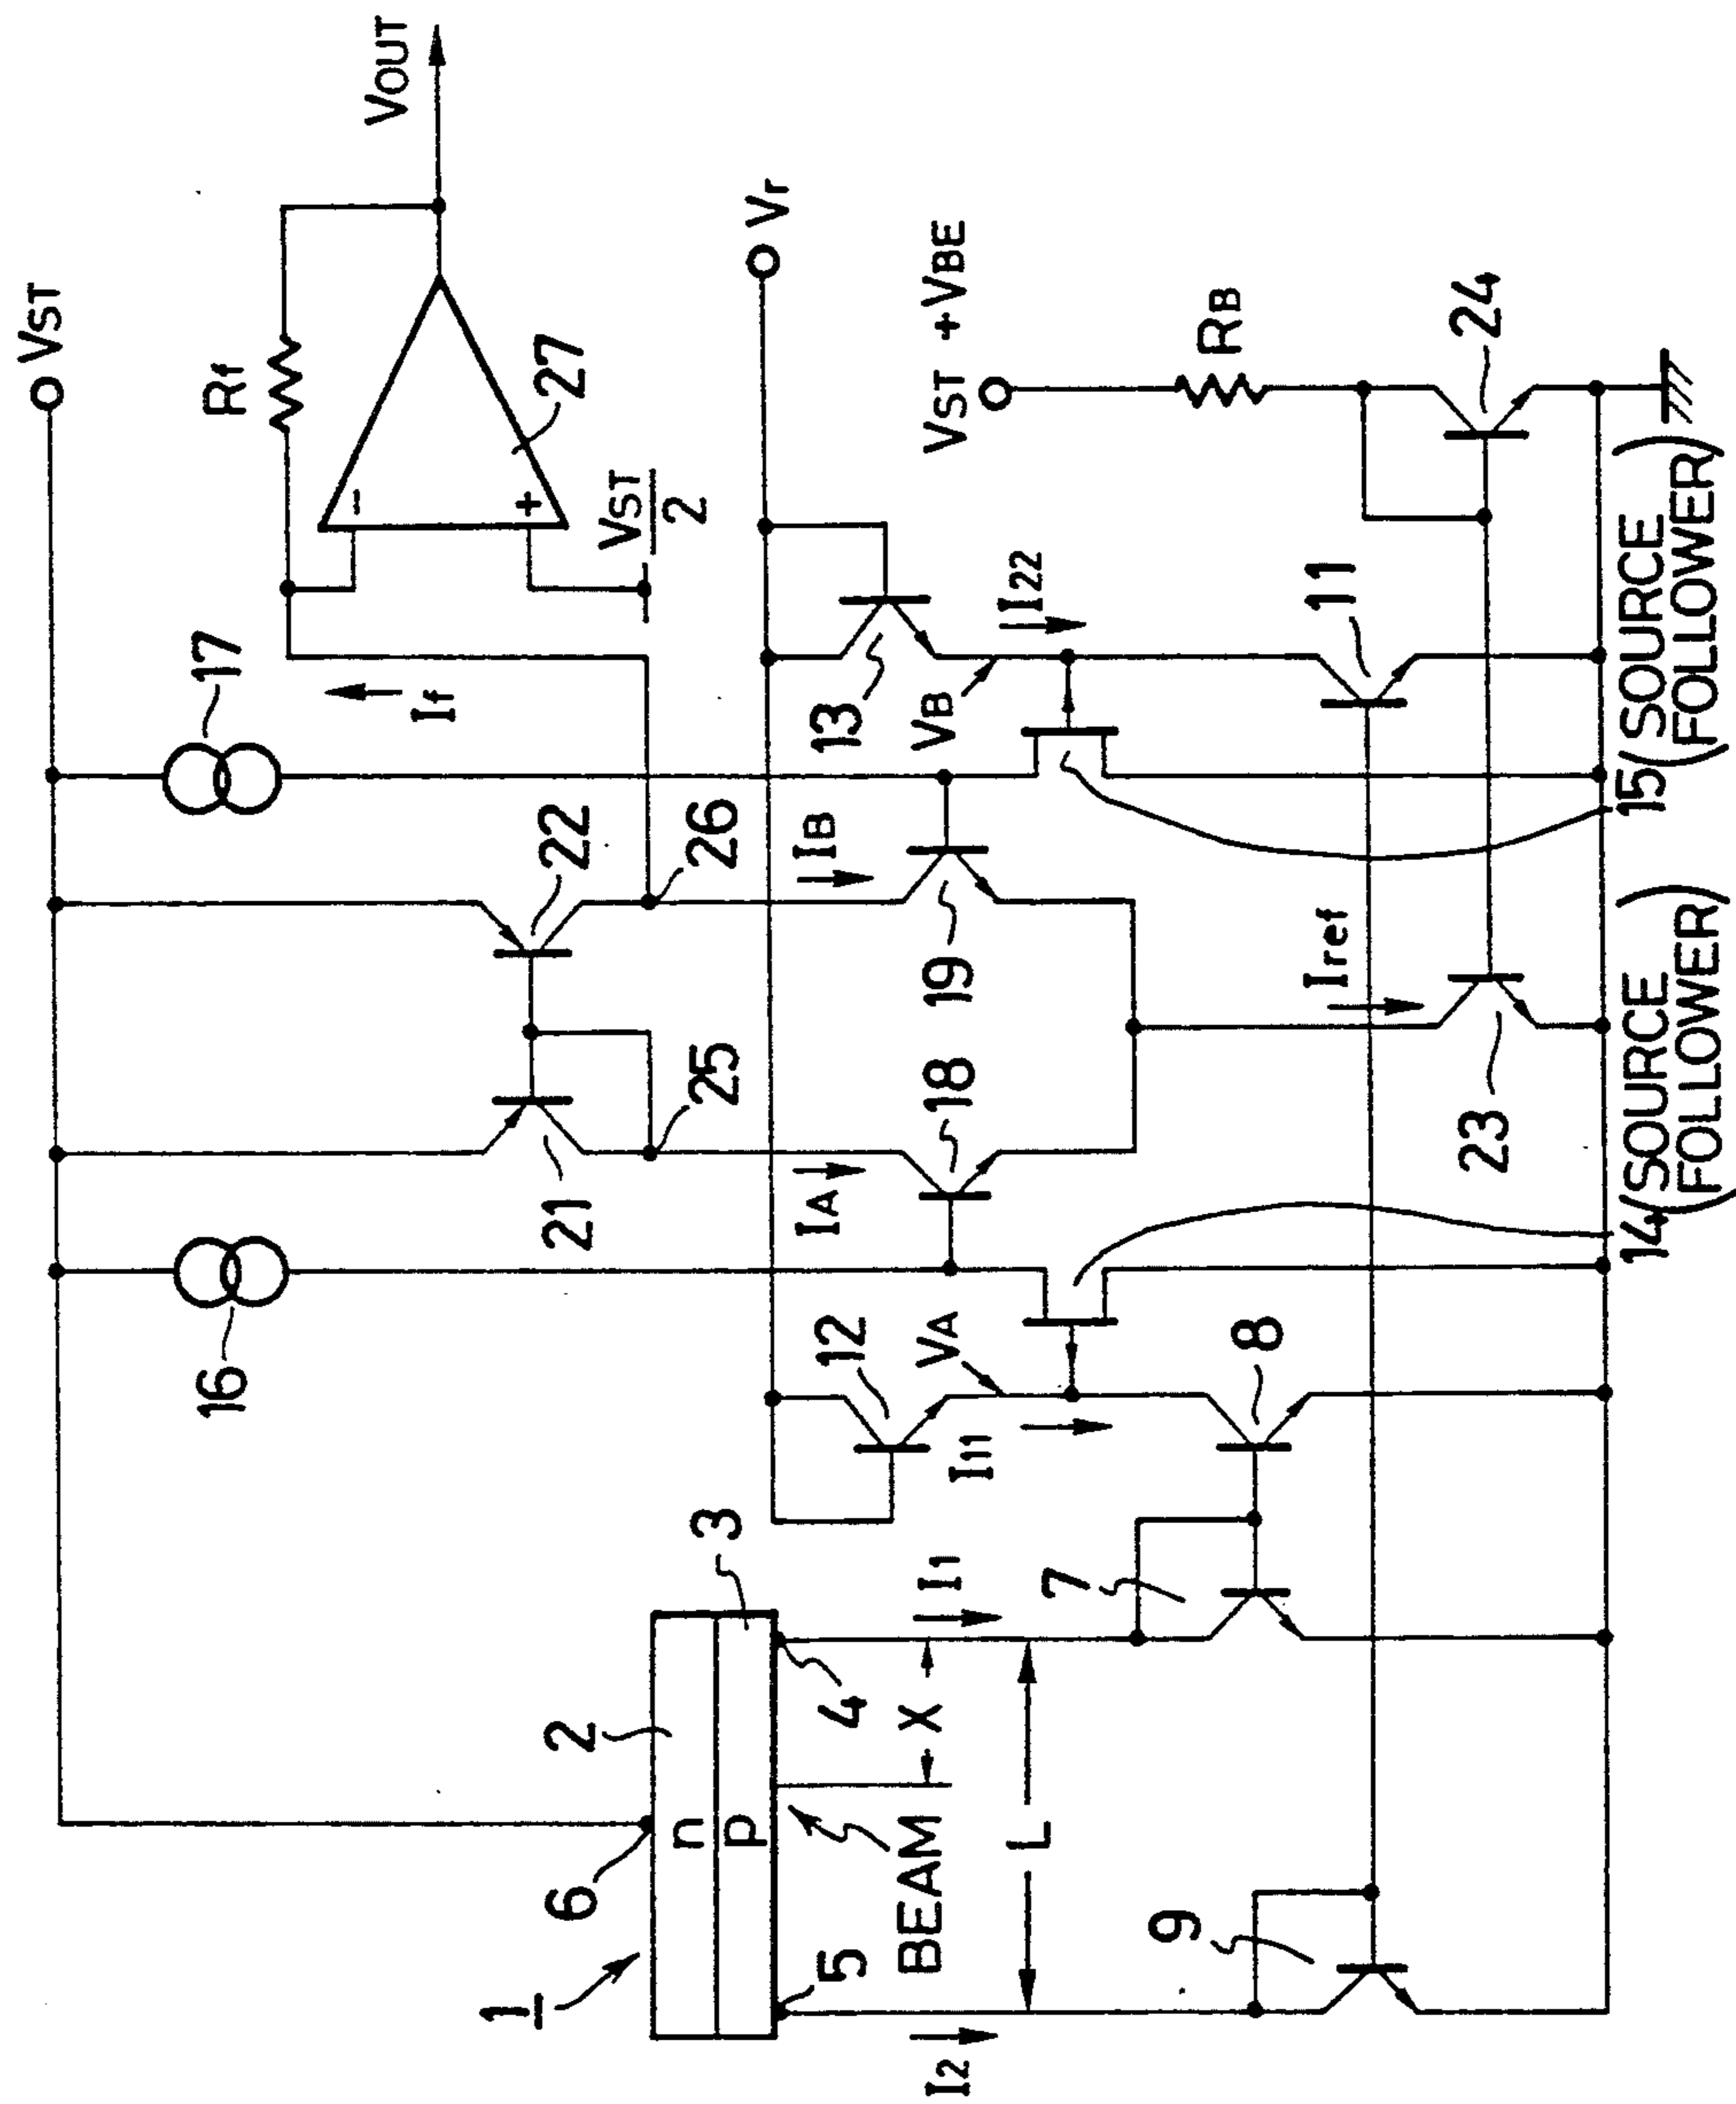 VST
VOUT
Rf
17
If
27
VST/2
Vr
16
21
22
25
26
IA
IB
18
19
13
VB
I22
VST +VBE
RB
24
11
12
VA
I11
8
Iref
23
15 (SOURCE FOLLOWER)
14 (SOURCE FOLLOWER)
1
2
3
n
p
6
4
5
BEAM
X
L
I1
I2
7
9
-
+